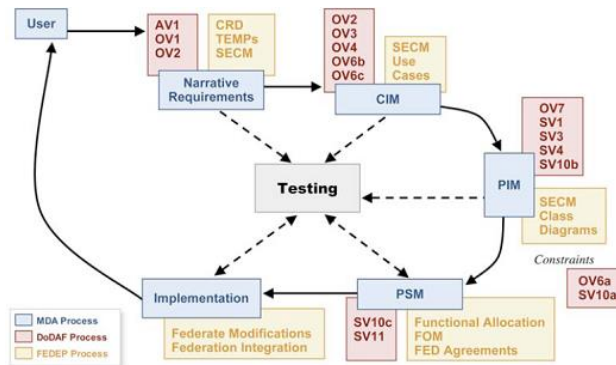 User
AV1
OV1
OV2
CRD
TEMPs
SECM
Narrative
Requirements
OV2
OV3
OV4
OV6b
OV6c
SECM
Use
Cases
CIM
OV7
SV1
SV3
SV4
SV10b
PIM
SECM
Class
Diagrams
Testing
Constraints
OV6a
SV10a
Implementation
Federate Modifications
Federation Integration
PSM
SV10c
SV11
Functional Allocation
FOM
FED Agreements
MDA Process
DoDAF Process
FEDEP Process